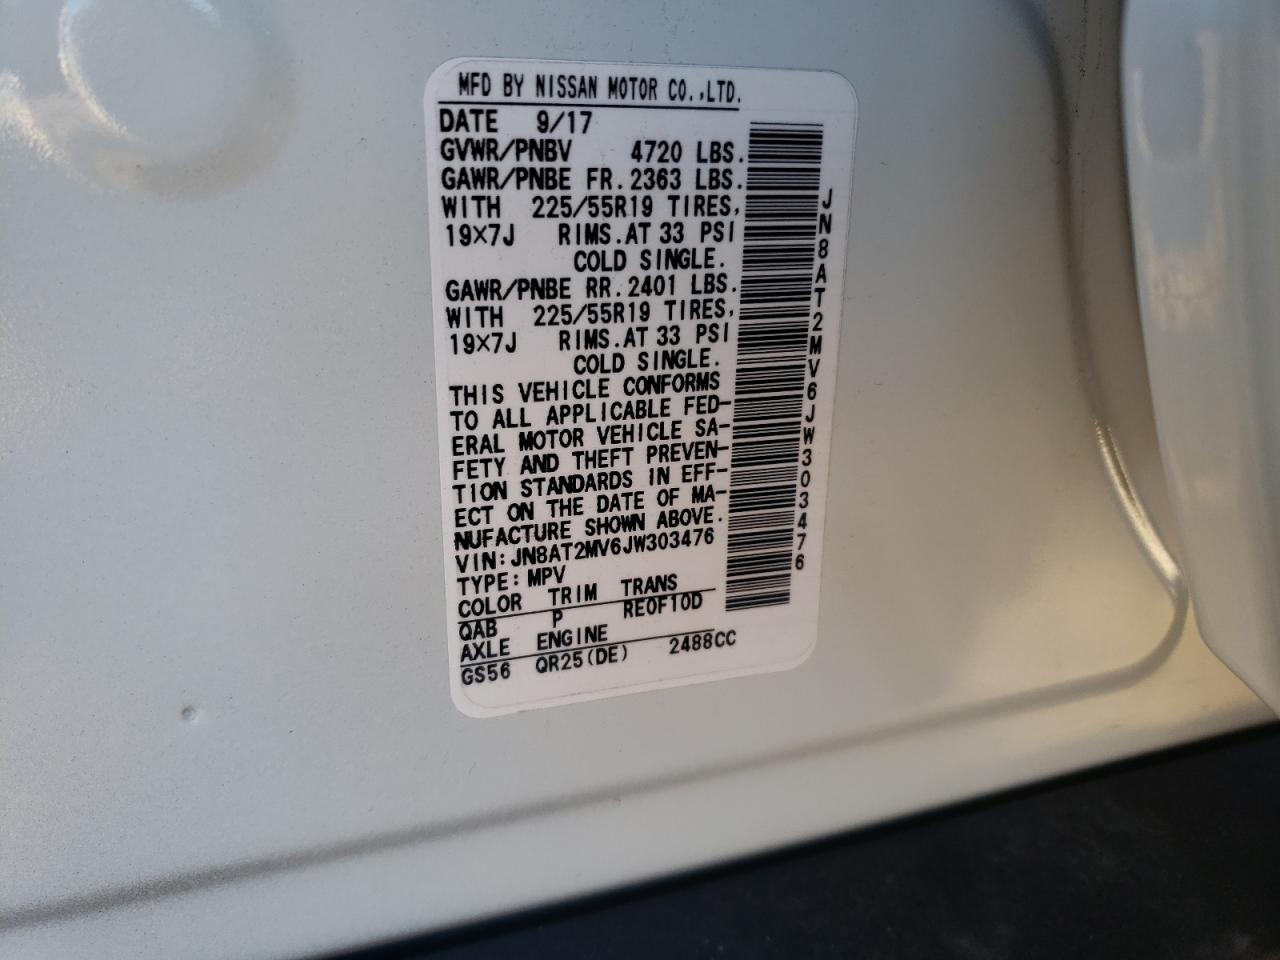 MFD BY NISSAN MOTOR CO.,LTD.
DATE 9/17
GVWR/PNBV 4720 LBS.
GAWR/PNBE FR. 2363 LBS.
WITH 225/55R19 TIRES,
19X7J RIMS.AT 33 PSI
COLD SINGLE.
GAWR/PNBE RR. 2401 LBS.
WITH 225/55R19 TIRES,
19X7J RIMS.AT 33 PSI
COLD SINGLE.
THIS VEHICLE CONFORMS
TO ALL APPLICABLE FED-
ERAL MOTOR VEHICLE SA-
FETY AND THEFT PREVEN-
TION STANDARDS IN EFF-
ECT ON THE DATE OF MA-
NUFACTURE SHOWN ABOVE.
VIN:JN8AT2MV6JW303476
TYPE:MPV
COLOR TRIM TRANS
QAB P RE0F10D
AXLE ENGINE
GS56 QR25(DE) 2488CC
JN8AT2MV6JW303476